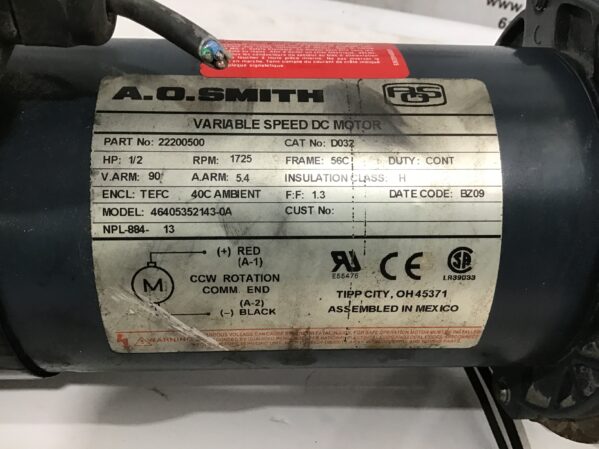 A.O.SMITH
AOS
VARIABLE SPEED DC MOTOR
PART No: 22200500 CAT No: D032
HP: 1/2 RPM: 1725 FRAME: 56C DUTY: CONT
V.ARM: 90 A.ARM: 5.4 INSULATION CLASS: H
ENCL: TEFC 40C AMBIENT F:F: 1.3 DATE CODE: BZ09
MODEL: 46405352143-0A CUST No:
NPL-884- 13
(+) RED
(A-1)
M
CCW ROTATION
COMM. END
(A-2)
(-) BLACK
E55476
CE
LR39033
TIPP CITY, OH 45371
ASSEMBLED IN MEXICO
WARNING